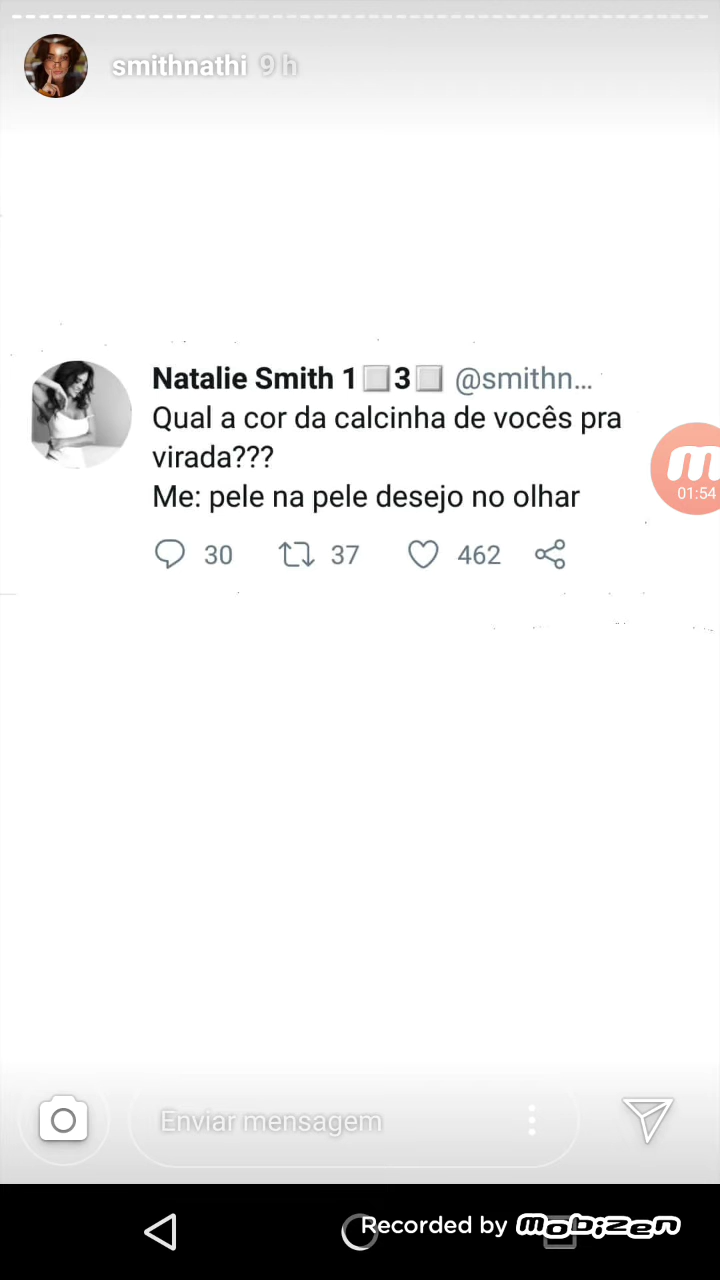 smithnathi 9 h
Natalie Smith 1⬜3⬜ @smithn...
Qual a cor da calcinha de vocês pra
virada???
Me: pele na pele desejo no olhar
30 37 462
01:54
Enviar mensagem
Recorded by mobizen